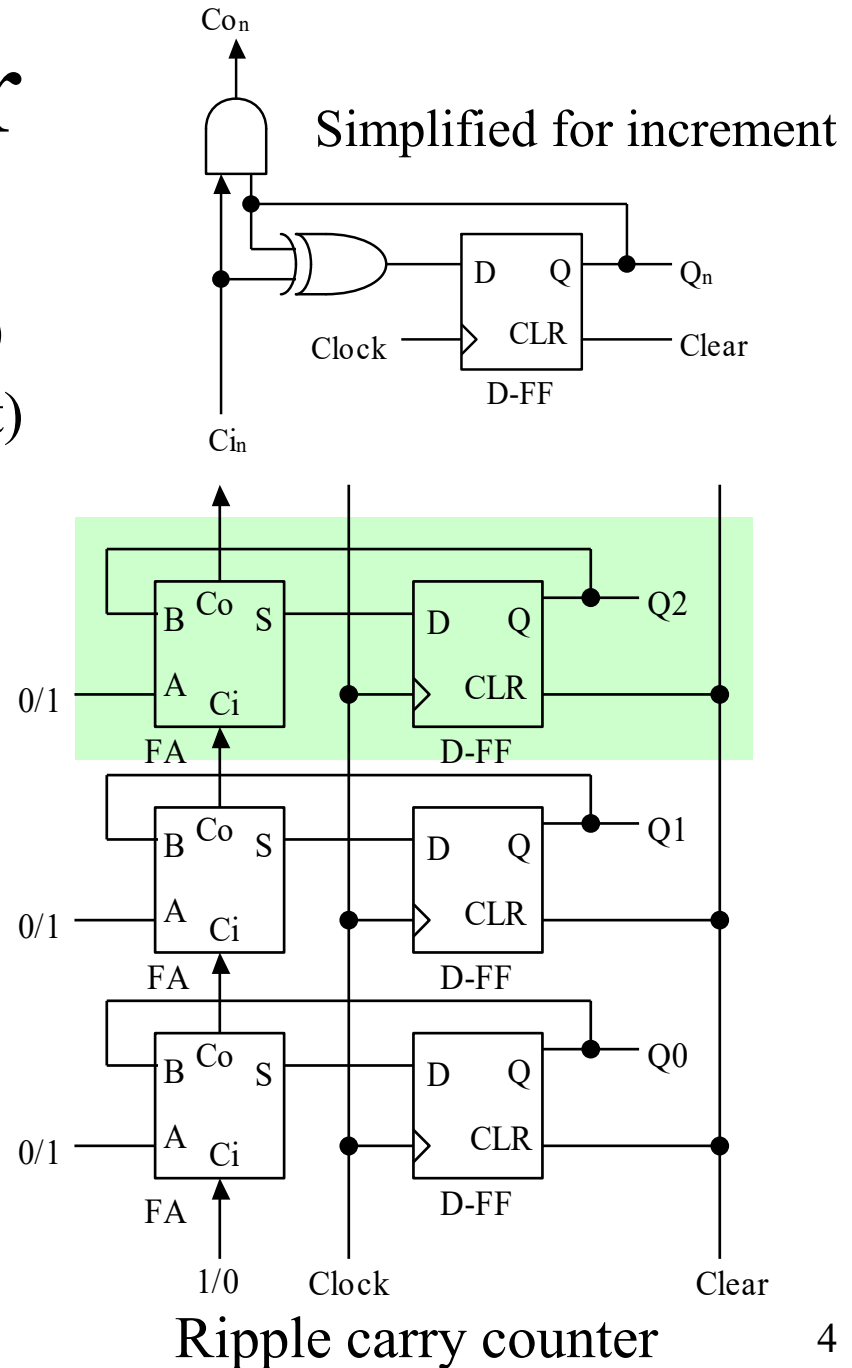 Con
r
Simplified for increment
)
D Q Qn
Clock CLR Clear
t)
D-FF
Cin
B Co S D Q Q2
0/1 A Ci CLR
FA D-FF
B Co S D Q Q1
0/1 A Ci CLR
FA D-FF
B Co S D Q Q0
0/1 A Ci CLR
FA D-FF
1/0 Clock Clear
Ripple carry counter 4